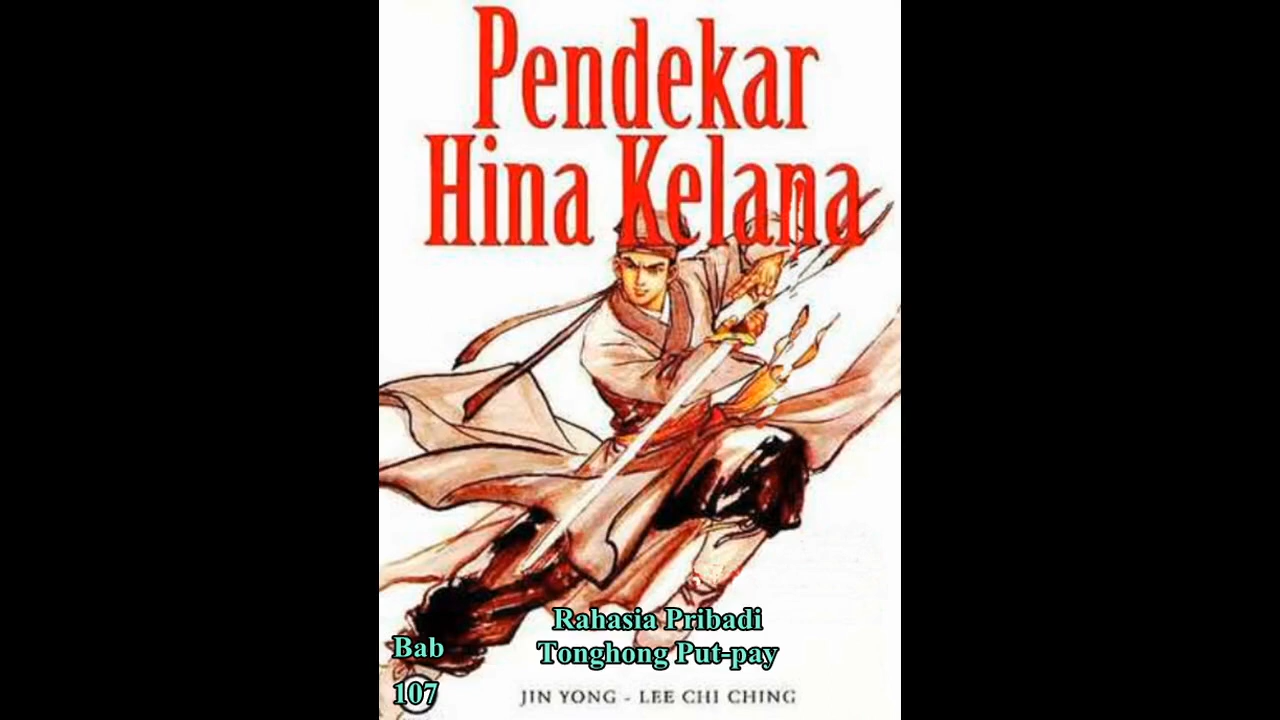 Pendekar
Hina Kelana
Rahasia Pribadi
Tonghong Put-pay
Bab
107
JIN YONG - LEE CHI CHING